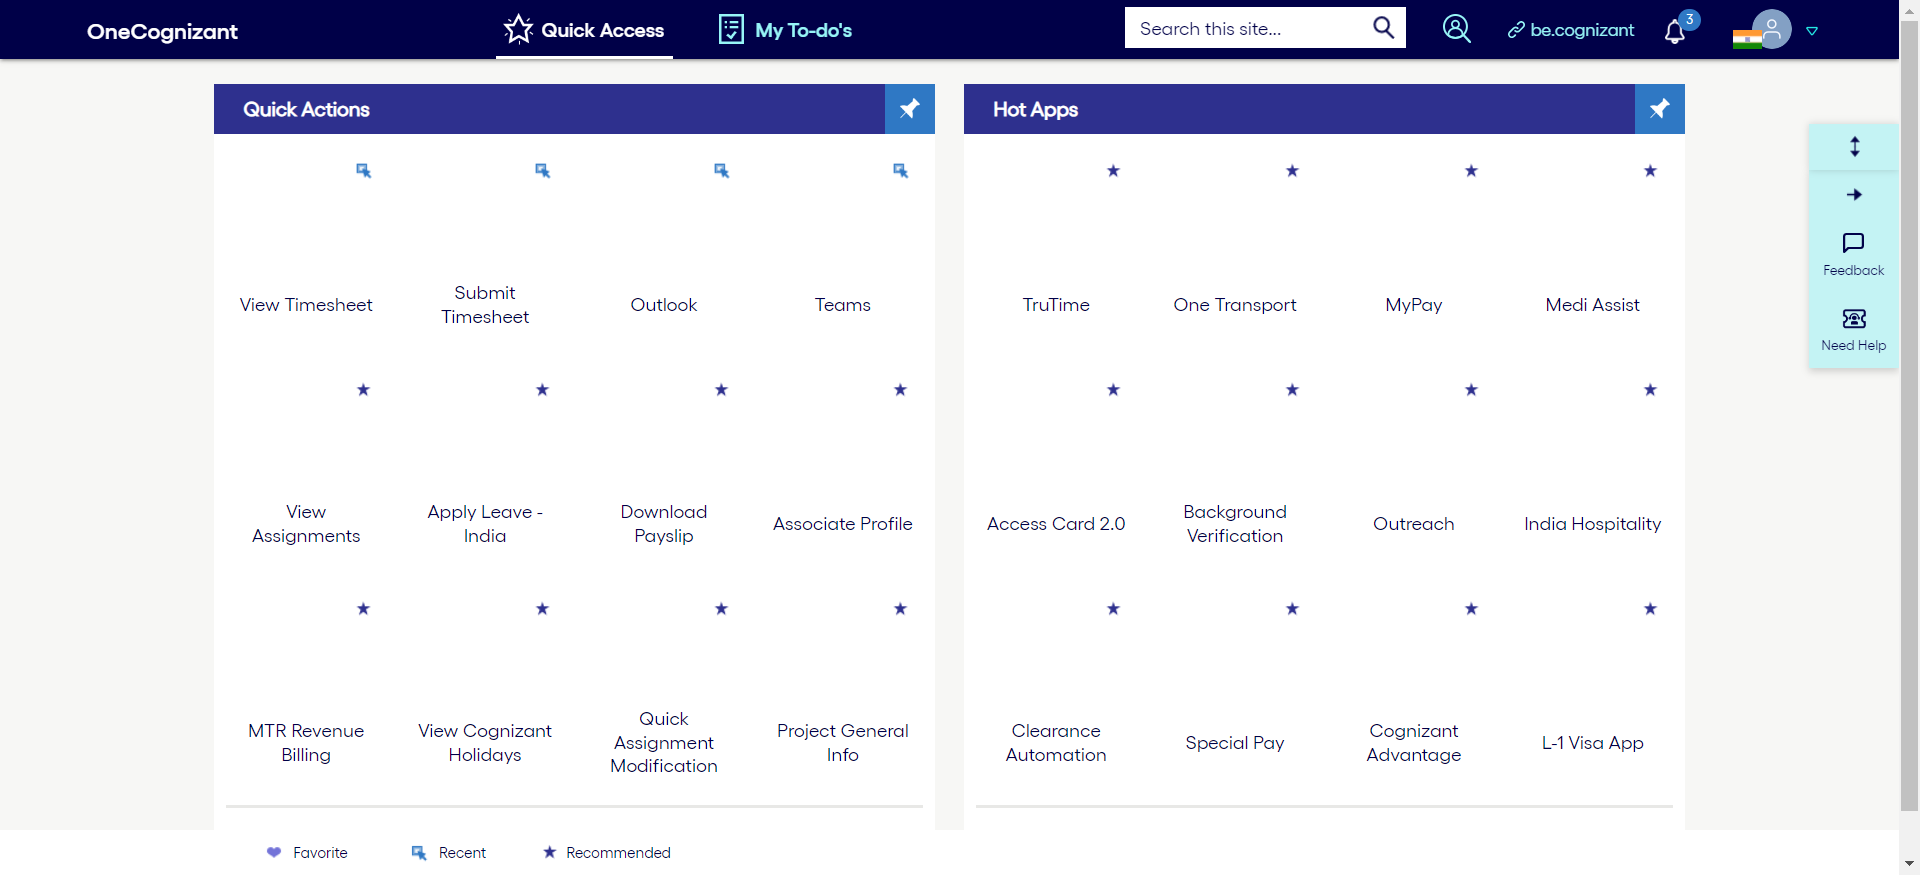 OneCognizant
Quick Access
My To-do's
Search this site...
be.cognizant
3
Quick Actions
Hot Apps
View Timesheet
Submit
Timesheet
Outlook
Teams
TruTime
One Transport
MyPay
Medi Assist
Feedback
Need Help
View
Assignments
Apply Leave -
India
Download
Payslip
Associate Profile
Access Card 2.0
Background
Verification
Outreach
India Hospitality
MTR Revenue
Billing
View Cognizant
Holidays
Quick
Assignment
Modification
Project General
Info
Clearance
Automation
Special Pay
Cognizant
Advantage
L-1 Visa App
Favorite
Recent
Recommended